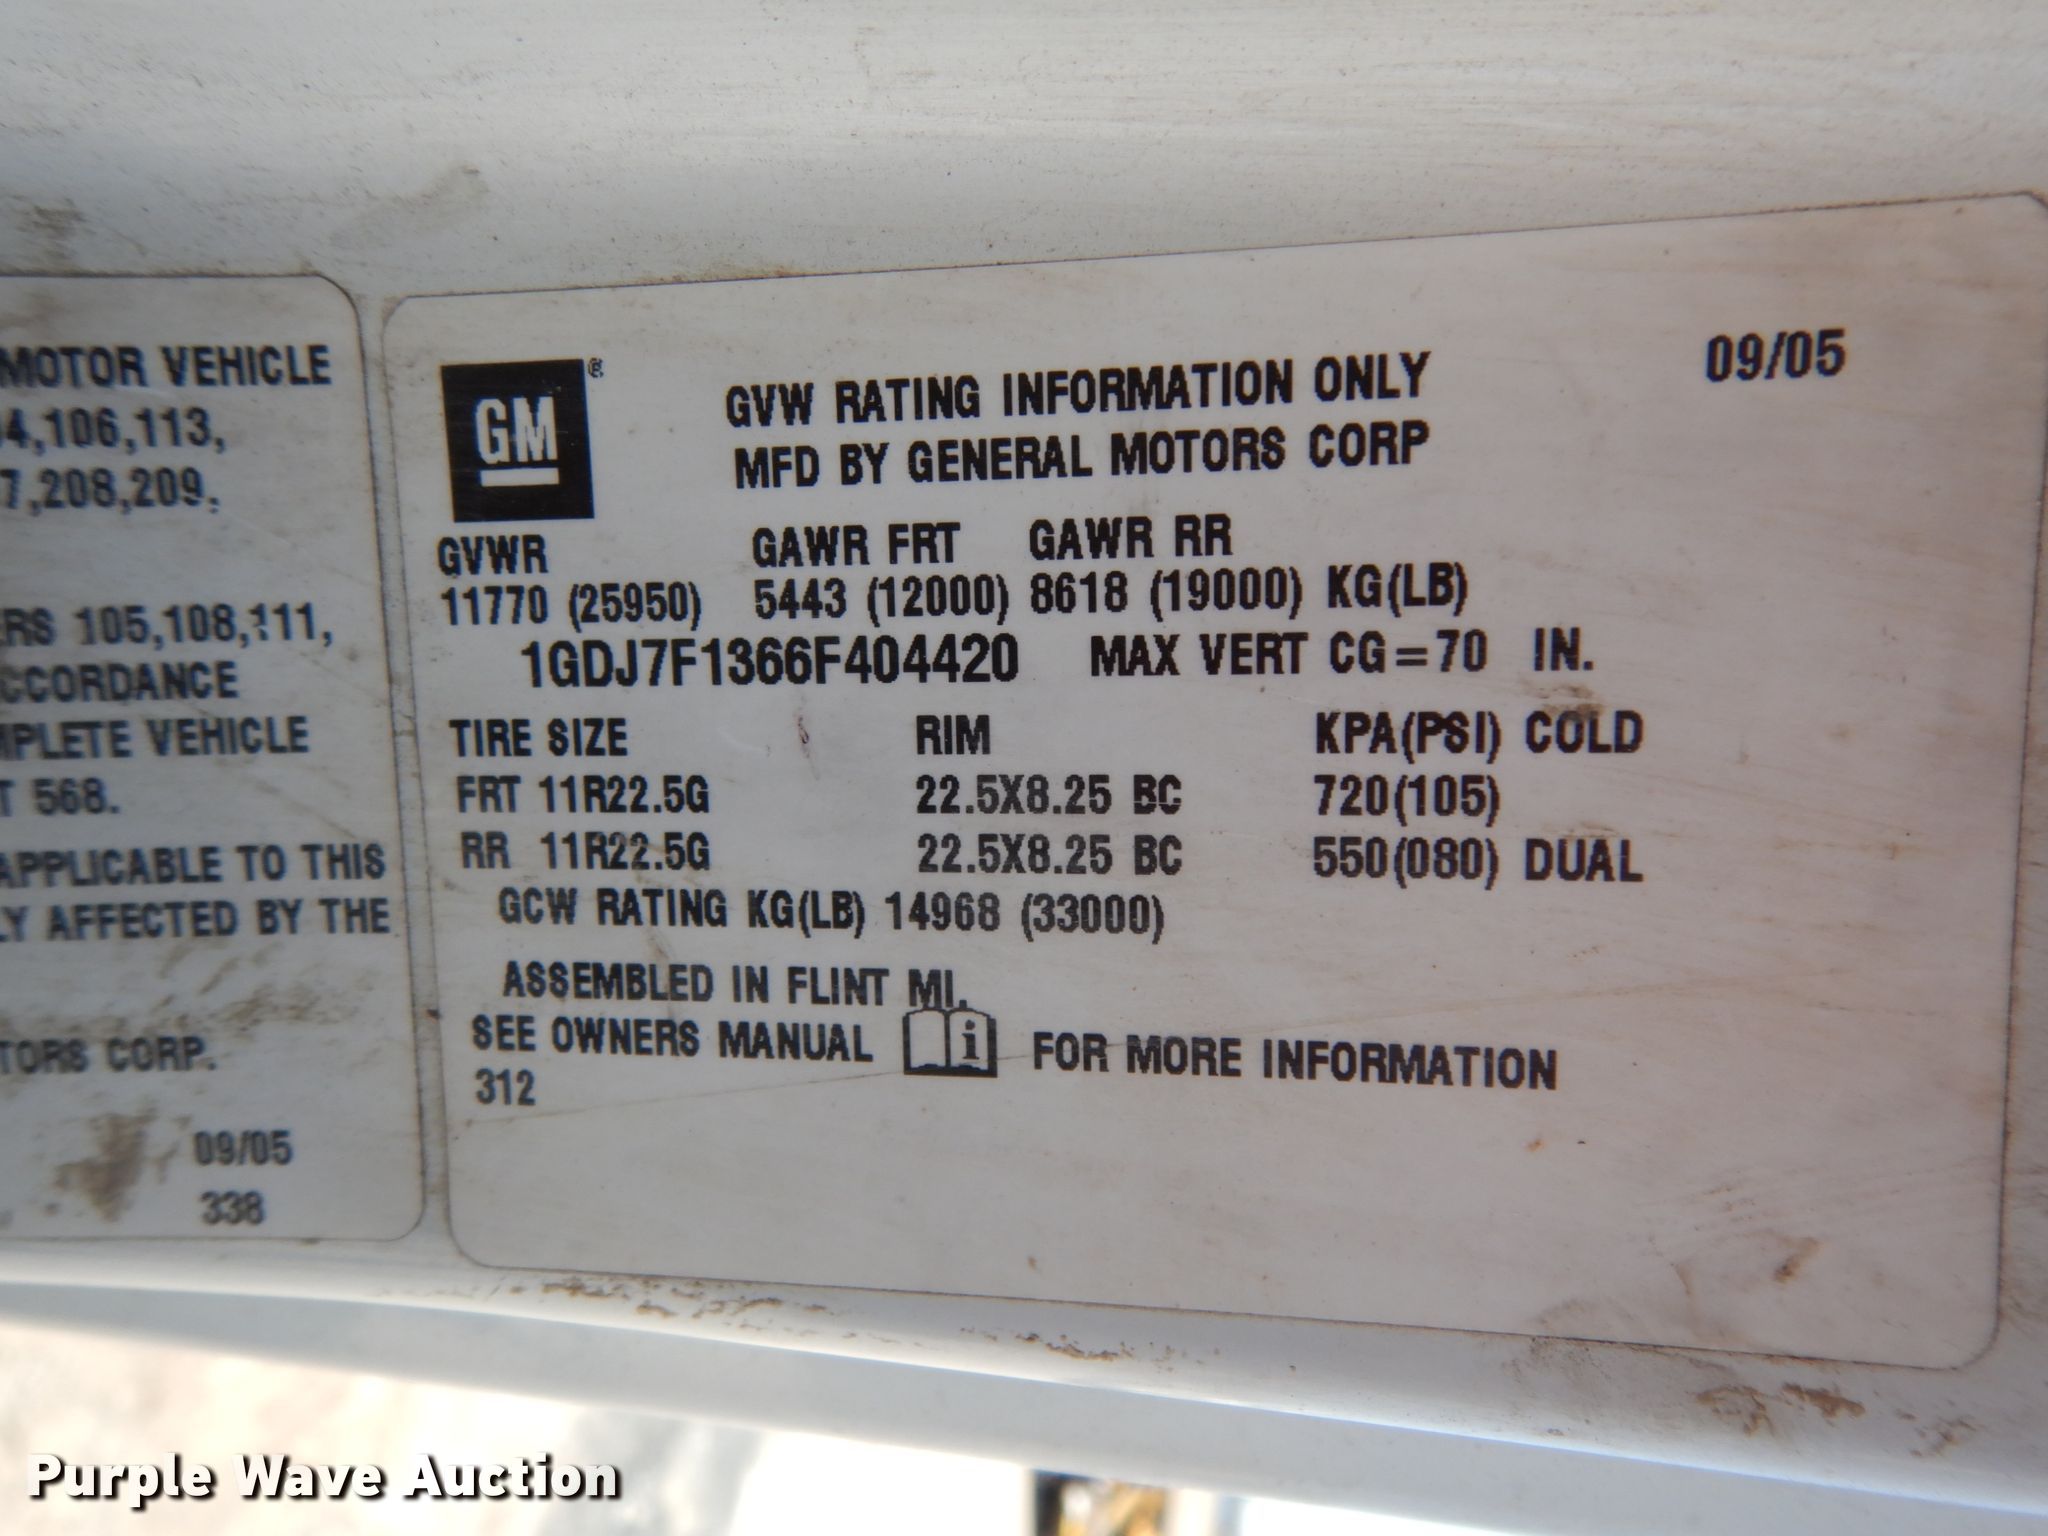 MOTOR VEHICLE
04,106,113,
7,208,209.
ERS 105,108,111,
CCORDANCE
MPLETE VEHICLE
T 568.
APPLICABLE TO THIS
LY AFFECTED BY THE
TORS CORP.
09/05
338
GM ®
GVW RATING INFORMATION ONLY
09/05
MFD BY GENERAL MOTORS CORP
GVWR GAWR FRT GAWR RR
11770 (25950) 5443 (12000) 8618 (19000) KG(LB)
1GDJ7F1366F404420 MAX VERT CG=70 IN.
TIRE SIZE RIM KPA(PSI) COLD
FRT 11R22.5G 22.5X8.25 BC 720(105)
RR 11R22.5G 22.5X8.25 BC 550(080) DUAL
GCW RATING KG(LB) 14968 (33000)
ASSEMBLED IN FLINT MI.
SEE OWNERS MANUAL i FOR MORE INFORMATION
312
Purple Wave Auction